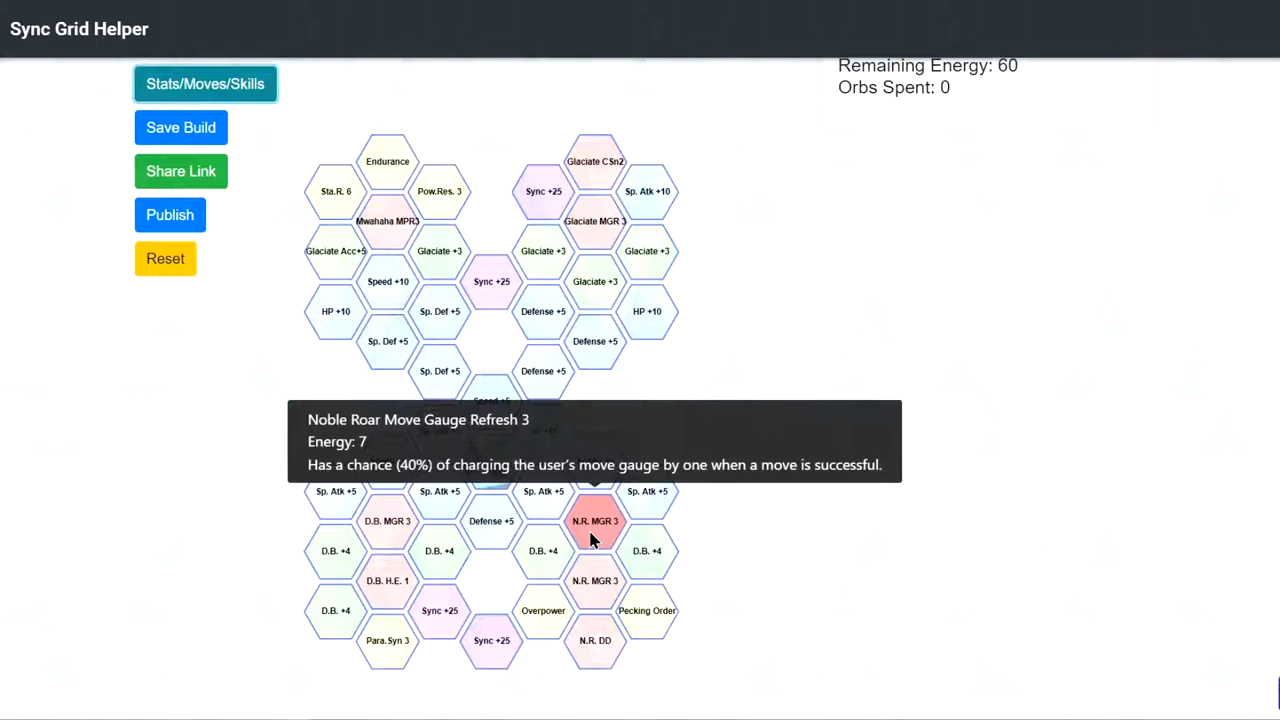 Sync Grid Helper
Remaining Energy: 60
Orbs Spent: 0
Stats/Moves/Skills
Save Build
Share Link
Publish
Reset
Endurance
Glaciate CSn2
Sta.R. 6
Pow.Res. 3
Sync +25
Sp. Atk +10
Mwahaha MPR3
Glaciate MGR 3
Glaciate Acc+5
Glaciate +3
Glaciate +3
Glaciate +3
Speed +10
Sync +25
Glaciate +3
HP +10
Sp. Def +5
Defense +5
HP +10
Sp. Def +5
Defense +5
Sp. Def +5
Defense +5
Noble Roar Move Gauge Refresh 3
Energy: 7
Has a chance (40%) of charging the user's move gauge by one when a move is successful.
Sp. Atk +5
Sp. Atk +5
Sp. Atk +5
Sp. Atk +5
D.B. MGR 3
Defense +5
N.R. MGR 3
D.B. +4
D.B. +4
D.B. +4
D.B. +4
D.B. H.E. 1
N.R. MGR 3
D.B. +4
Sync +25
Overpower
Pecking Order
Para.Syn 3
Sync +25
N.R. DD